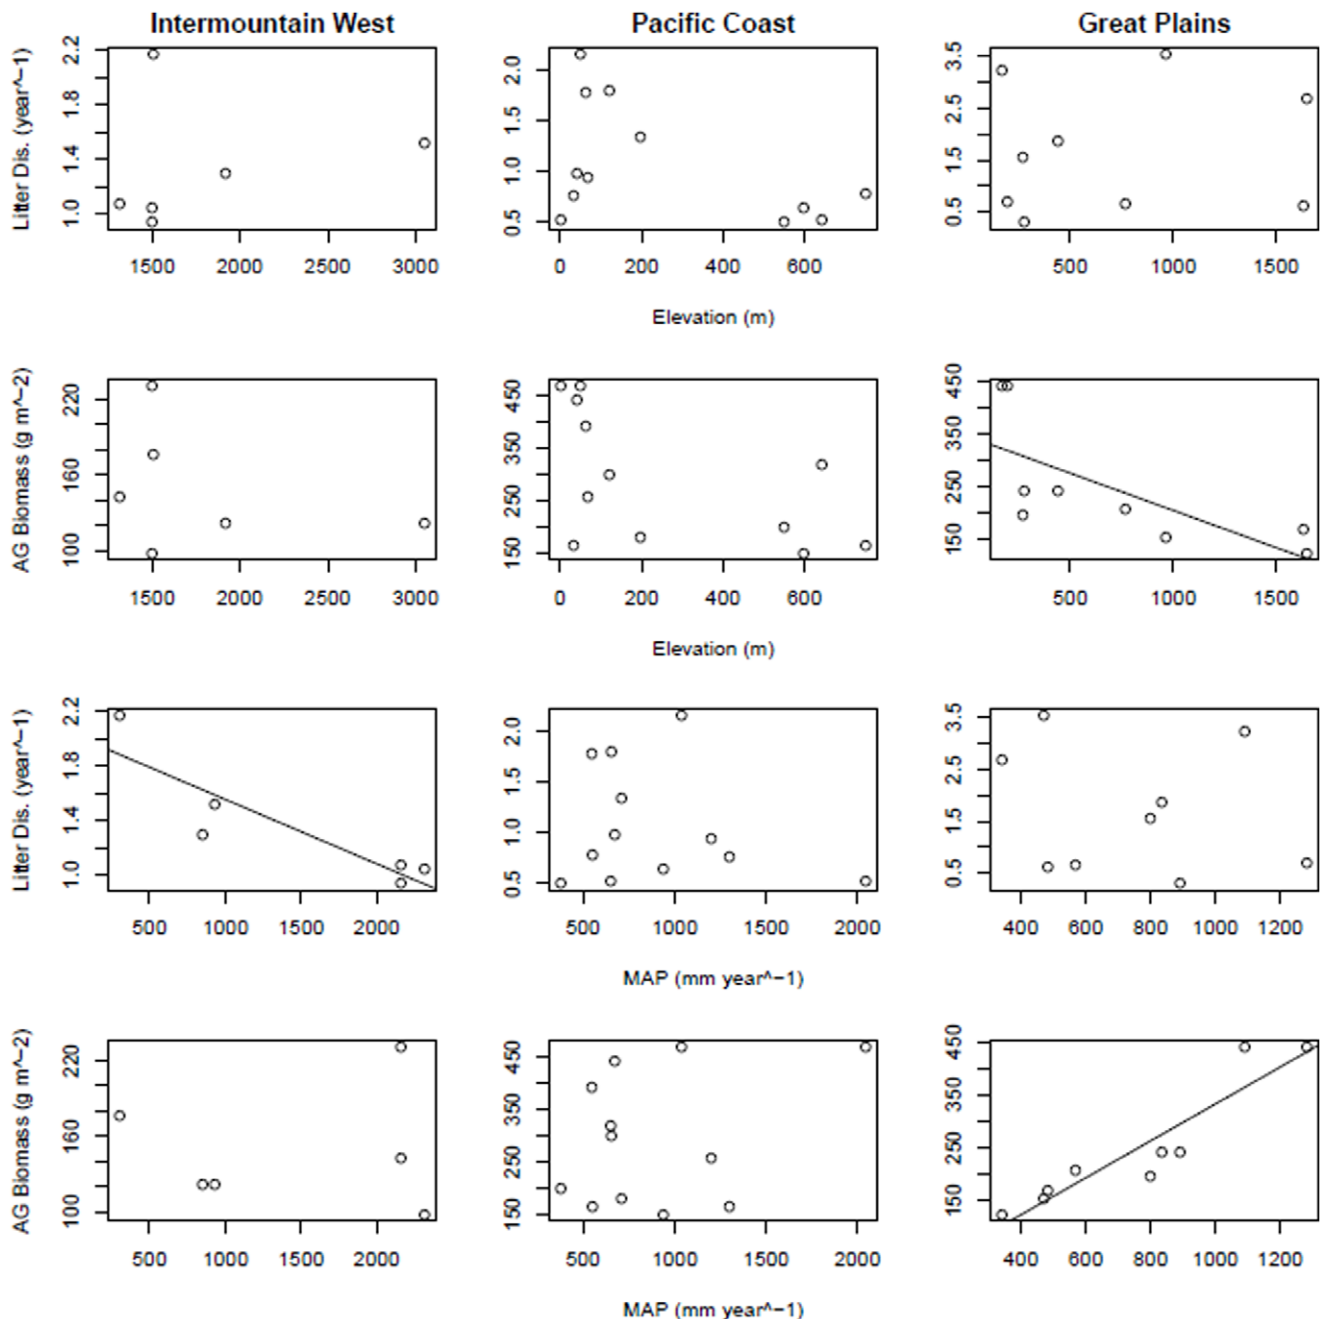 Intermountain West Pacific Coast Great Plains
Litter Dis. (year^−1)
1.0 1.4 1.8 2.2
0.5 1.0 1.5 2.0
0.5 1.5 2.5 3.5
1500 2000 2500 3000 0 200 400 600 500 1000 1500
Elevation (m)
AG Biomass (g m^−2)
100 160 220
150 250 350 450
150 250 350 450
1500 2000 2500 3000 0 200 400 600 500 1000 1500
Elevation (m)
Litter Dis. (year^−1)
1.0 1.4 1.8 2.2
0.5 1.0 1.5 2.0
0.5 1.5 2.5 3.5
500 1000 1500 2000 500 1000 1500 2000 400 600 800 1000 1200
MAP (mm year^−1)
AG Biomass (g m^−2)
100 160 220
150 250 350 450
150 250 350 450
500 1000 1500 2000 500 1000 1500 2000 400 600 800 1000 1200
MAP (mm year^−1)